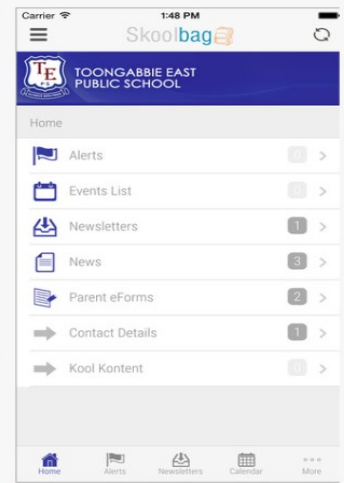 Carrier 1:48 PM
Skoolbag
TE
P S
TOONGABBIE EAST
PUBLIC SCHOOL
Home
Alerts 0 >
Events List 0 >
Newsletters 1 >
News 3 >
Parent eForms 2 >
Contact Details 1 >
Kool Kontent 0 >
Home Alerts Newsletters Calendar More